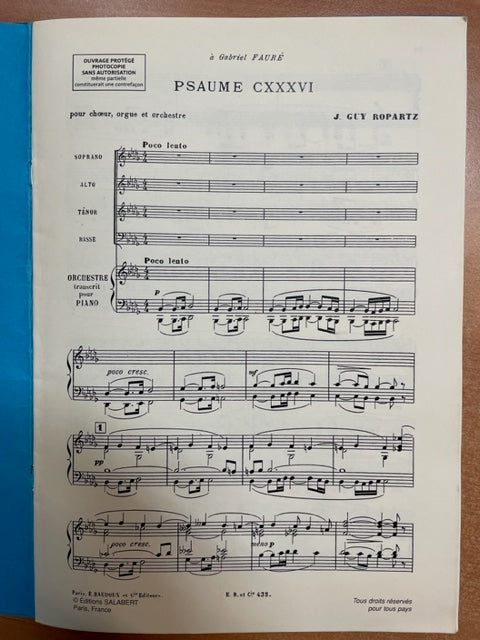 OUVRAGE PROTÉGÉ
PHOTOCOPIE
SANS AUTORISATION
même partielle
constituerait une contrefaçon
à Gabriel FAURÉ
PSAUME CXXXVI
pour chœur, orgue et orchestre
J. GUY ROPARTZ
Poco lento
SOPRANO
ALTO
TÉNOR
BASSE
Poco lento
ORCHESTRE
transcrit
pour
PIANO
p
poco cresc.
mf
1
pp
poco cresc.
meno p
Paris, E. BAUDOUX et Cie Editeurs.
E. B. et Cie 438.
© Éditions SALABERT
Paris, France
Tous droits réservés
pour tous pays